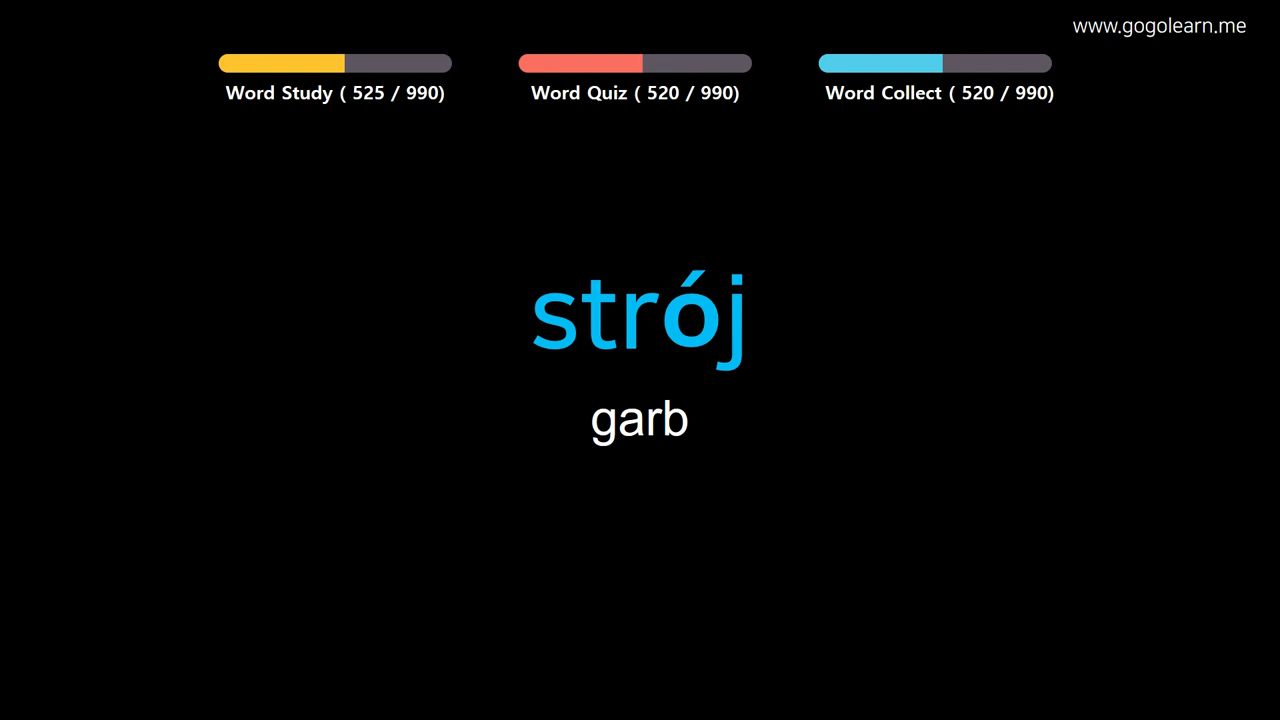 www.gogolearn.me
Word Study ( 525 / 990)
Word Quiz ( 520 / 990)
Word Collect ( 520 / 990)
strój
garb